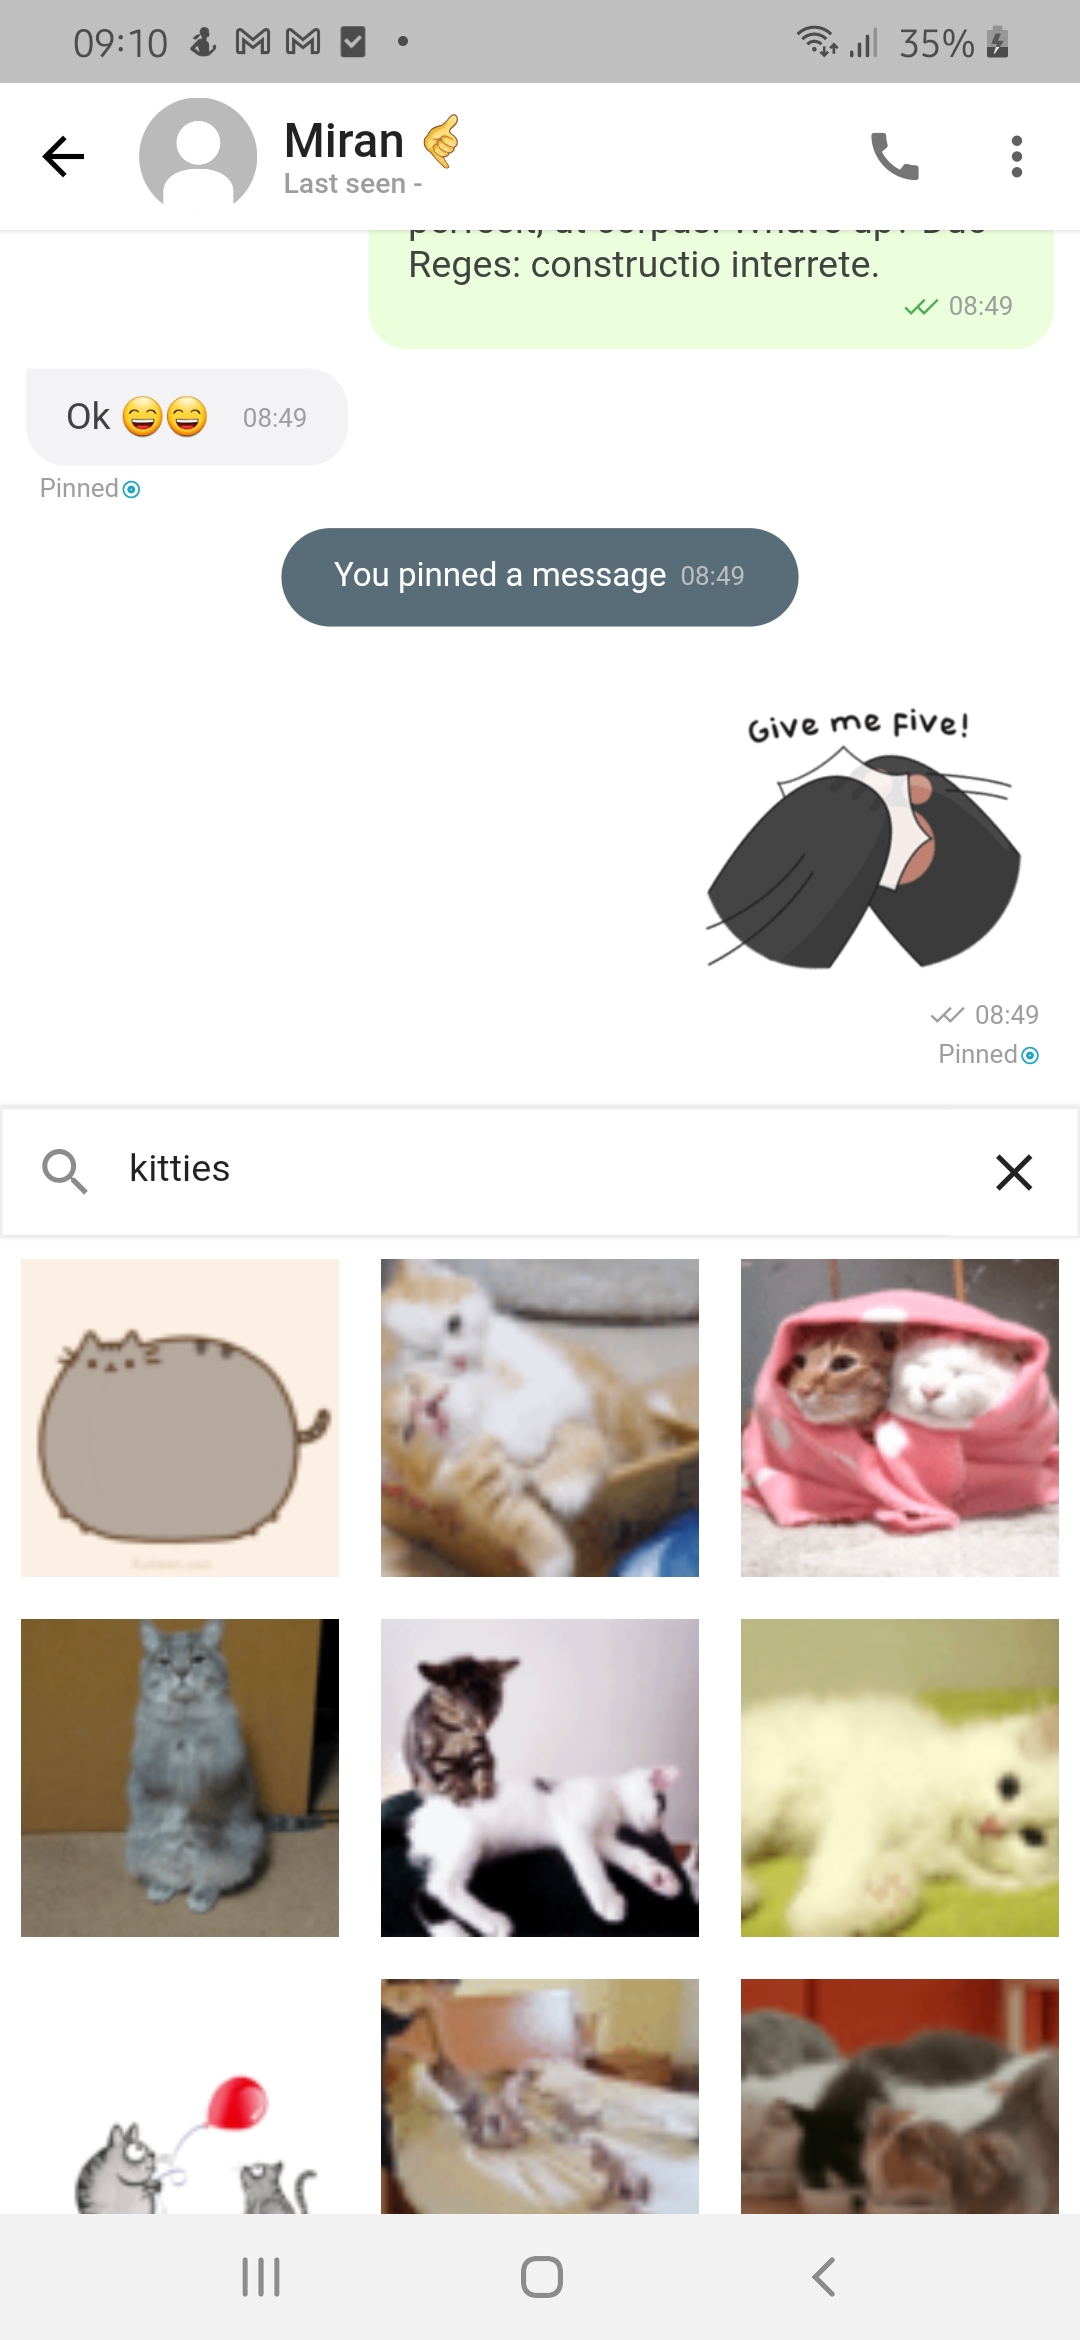 09:10
35%
Miran
Last seen -
Reges: constructio interrete.
08:49
Ok 😄😄 08:49
Pinned
You pinned a message 08:49
Give me Five!
08:49
Pinned
kitties